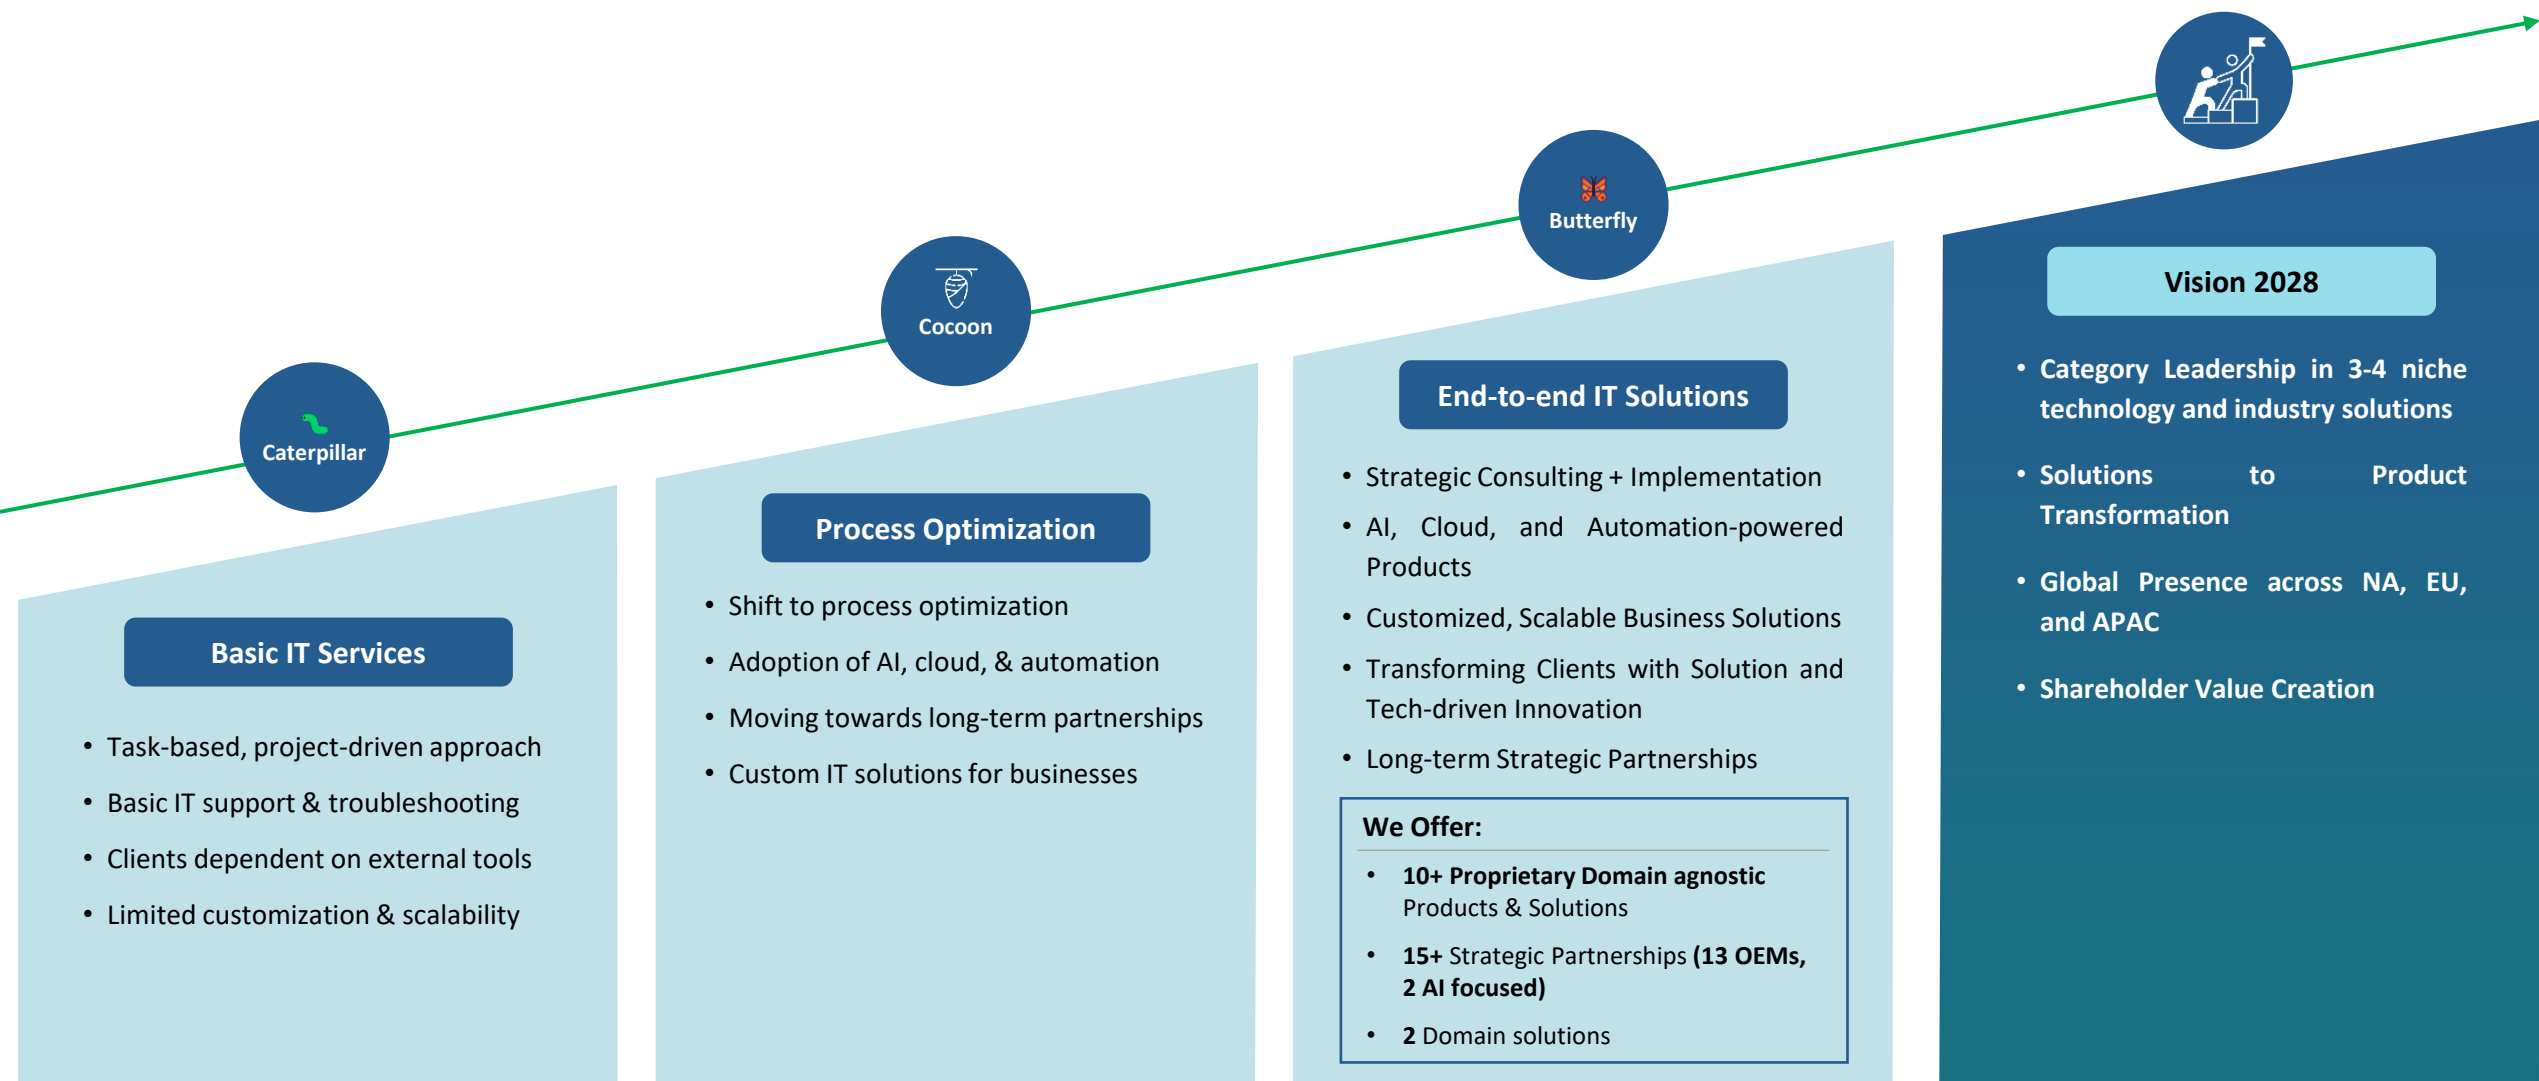 Caterpillar
Basic IT Services
• Task-based, project-driven approach
• Basic IT support & troubleshooting
• Clients dependent on external tools
• Limited customization & scalability
Cocoon
Process Optimization
• Shift to process optimization
• Adoption of AI, cloud, & automation
• Moving towards long-term partnerships
• Custom IT solutions for businesses
Butterfly
End-to-end IT Solutions
• Strategic Consulting + Implementation
• AI, Cloud, and Automation-powered
Products
• Customized, Scalable Business Solutions
• Transforming Clients with Solution and
Tech-driven Innovation
• Long-term Strategic Partnerships
We Offer:
• 10+ Proprietary Domain agnostic
Products & Solutions
• 15+ Strategic Partnerships (13 OEMs,
2 AI focused)
• 2 Domain solutions
Vision 2028
• Category Leadership in 3-4 niche
technology and industry solutions
• Solutions to Product
Transformation
• Global Presence across NA, EU,
and APAC
• Shareholder Value Creation